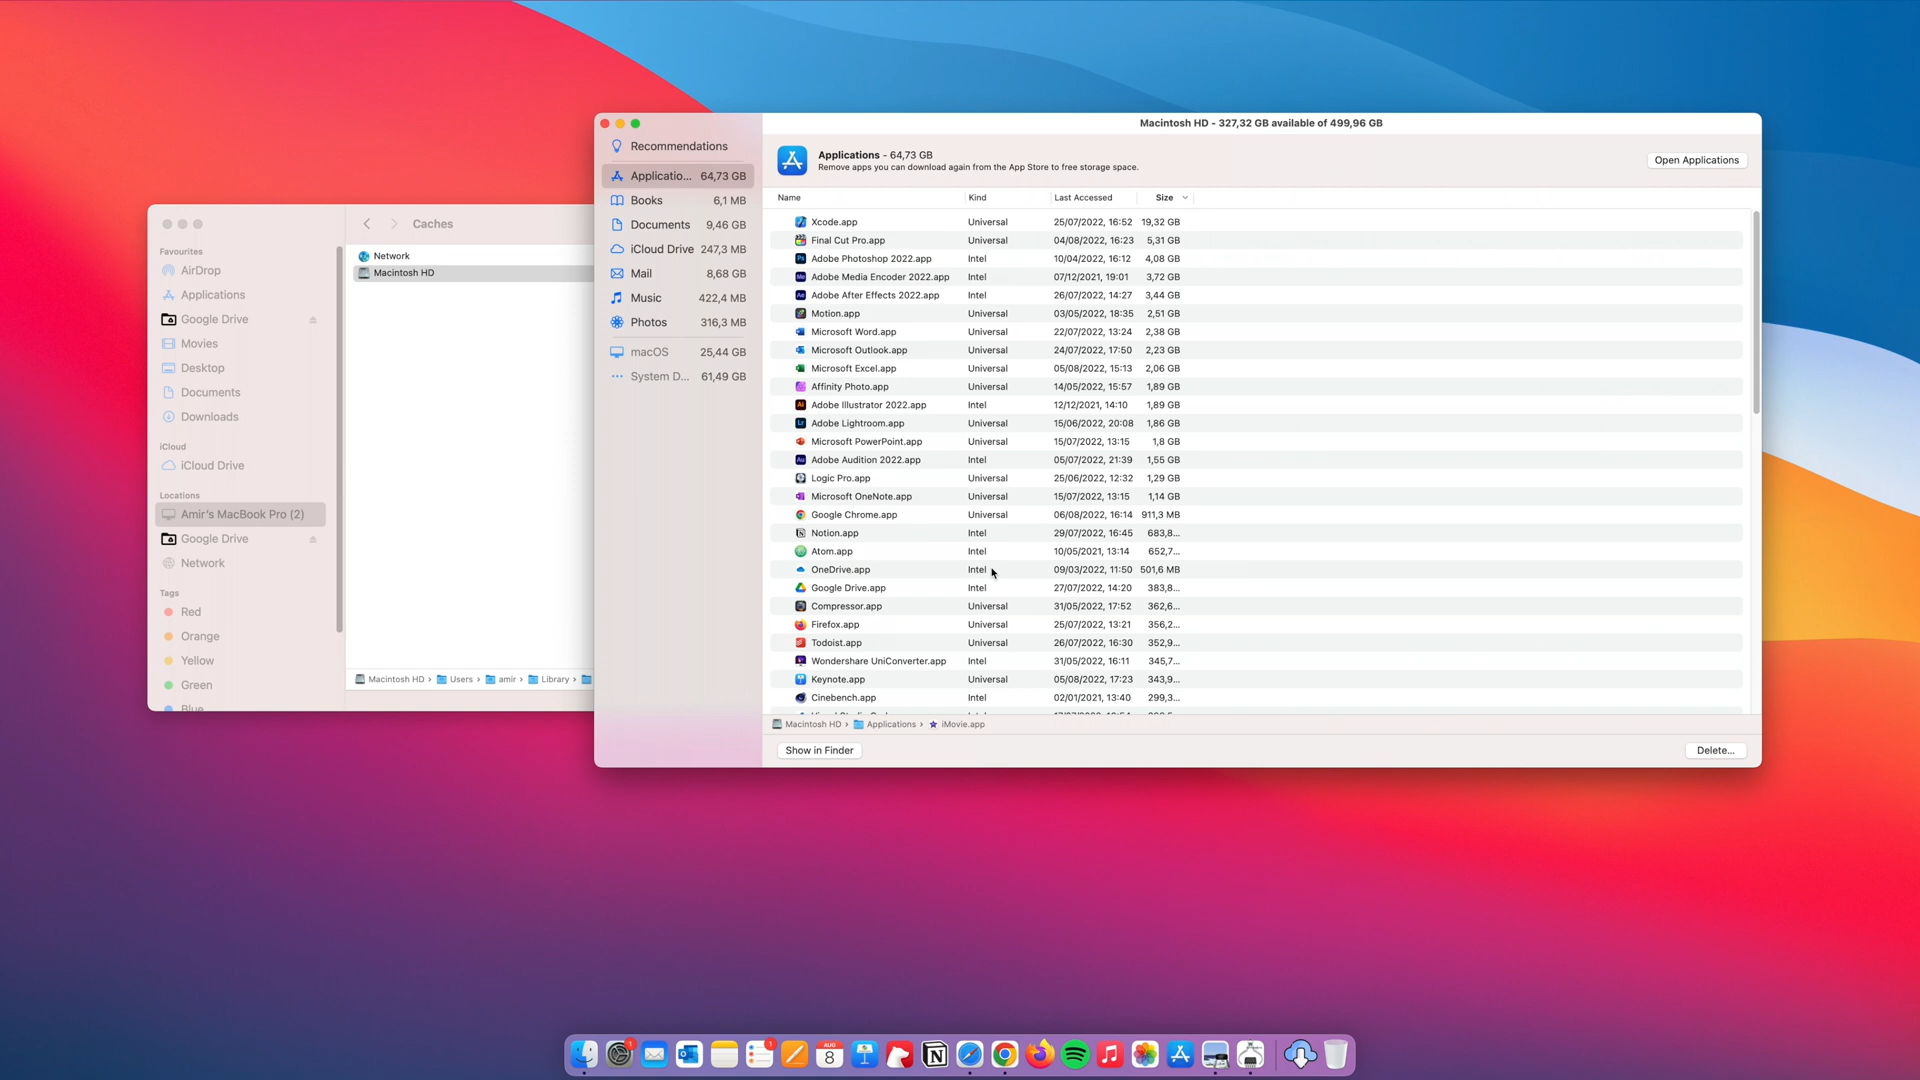 Macintosh HD - 327,32 GB available of 499,96 GB
Recommendations
Applicatio... 64,73 GB
Books 6,1 MB
Documents 9,46 GB
iCloud Drive 247,3 MB
Mail 8,68 GB
Music 422,4 MB
Photos 316,3 MB
macOS 25,44 GB
System D... 61,49 GB
Applications - 64,73 GB
Remove apps you can download again from the App Store to free storage space.
Open Applications
Name Kind Last Accessed Size
Xcode.app Universal 25/07/2022, 16:52 19,32 GB
Final Cut Pro.app Universal 04/08/2022, 16:23 5,31 GB
Adobe Photoshop 2022.app Intel 10/04/2022, 16:12 4,08 GB
Adobe Media Encoder 2022.app Intel 07/12/2021, 19:01 3,72 GB
Adobe After Effects 2022.app Intel 26/07/2022, 14:27 3,44 GB
Motion.app Universal 03/05/2022, 18:35 2,51 GB
Microsoft Word.app Universal 22/07/2022, 13:24 2,38 GB
Microsoft Outlook.app Universal 24/07/2022, 17:50 2,23 GB
Microsoft Excel.app Universal 05/08/2022, 15:13 2,06 GB
Affinity Photo.app Universal 14/05/2022, 15:57 1,89 GB
Adobe Illustrator 2022.app Intel 12/12/2021, 14:10 1,89 GB
Adobe Lightroom.app Universal 15/06/2022, 20:08 1,86 GB
Microsoft PowerPoint.app Universal 15/07/2022, 13:15 1,8 GB
Adobe Audition 2022.app Intel 05/07/2022, 21:39 1,55 GB
Logic Pro.app Universal 25/06/2022, 12:32 1,29 GB
Microsoft OneNote.app Universal 15/07/2022, 13:15 1,14 GB
Google Chrome.app Universal 06/08/2022, 16:14 911,3 MB
Notion.app Intel 29/07/2022, 16:45 683,8...
Atom.app Intel 10/05/2021, 13:14 652,7...
OneDrive.app Intel 09/03/2022, 11:50 501,6 MB
Google Drive.app Intel 27/07/2022, 14:20 383,8...
Compressor.app Universal 31/05/2022, 17:52 362,6...
Firefox.app Universal 25/07/2022, 13:21 356,2...
Todoist.app Universal 26/07/2022, 16:30 352,9...
Wondershare UniConverter.app Intel 31/05/2022, 16:11 345,7...
Keynote.app Universal 05/08/2022, 17:23 343,9...
Cinebench.app Intel 02/01/2021, 13:40 299,3...
Macintosh HD › Applications › iMovie.app
Show in Finder
Delete...
Caches
Favourites
AirDrop
Applications
Google Drive
Movies
Desktop
Documents
Downloads
iCloud
iCloud Drive
Locations
Amir's MacBook Pro (2)
Google Drive
Network
Tags
Red
Orange
Yellow
Green
Blue
Network
Macintosh HD
Macintosh HD › Users › amir › Library ›
1
1
AUG
8